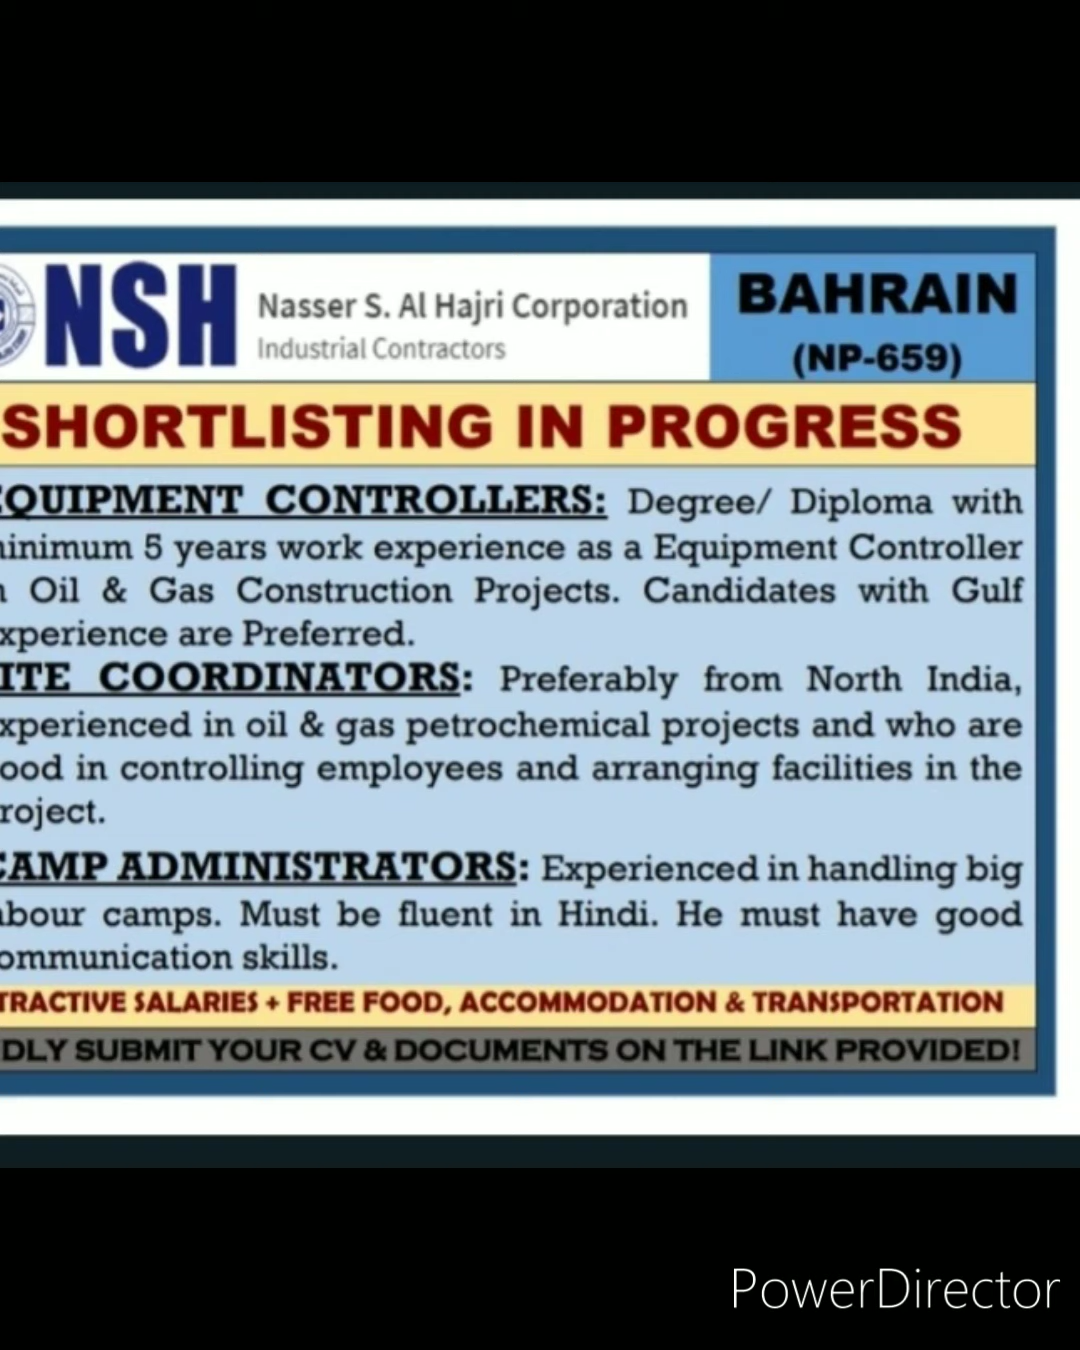 NSH
Nasser S. Al Hajri Corporation
Industrial Contractors
BAHRAIN
(NP-659)
SHORTLISTING IN PROGRESS
EQUIPMENT CONTROLLERS: Degree/ Diploma with
inimum 5 years work experience as a Equipment Controller
n Oil & Gas Construction Projects. Candidates with Gulf
xperience are Preferred.
ITE COORDINATORS: Preferably from North India,
xperienced in oil & gas petrochemical projects and who are
ood in controlling employees and arranging facilities in the
roject.
CAMP ADMINISTRATORS: Experienced in handling big
abour camps. Must be fluent in Hindi. He must have good
ommunication skills.
TRACTIVE SALARIES + FREE FOOD, ACCOMMODATION & TRANSPORTATION
DLY SUBMIT YOUR CV & DOCUMENTS ON THE LINK PROVIDED!
PowerDirector